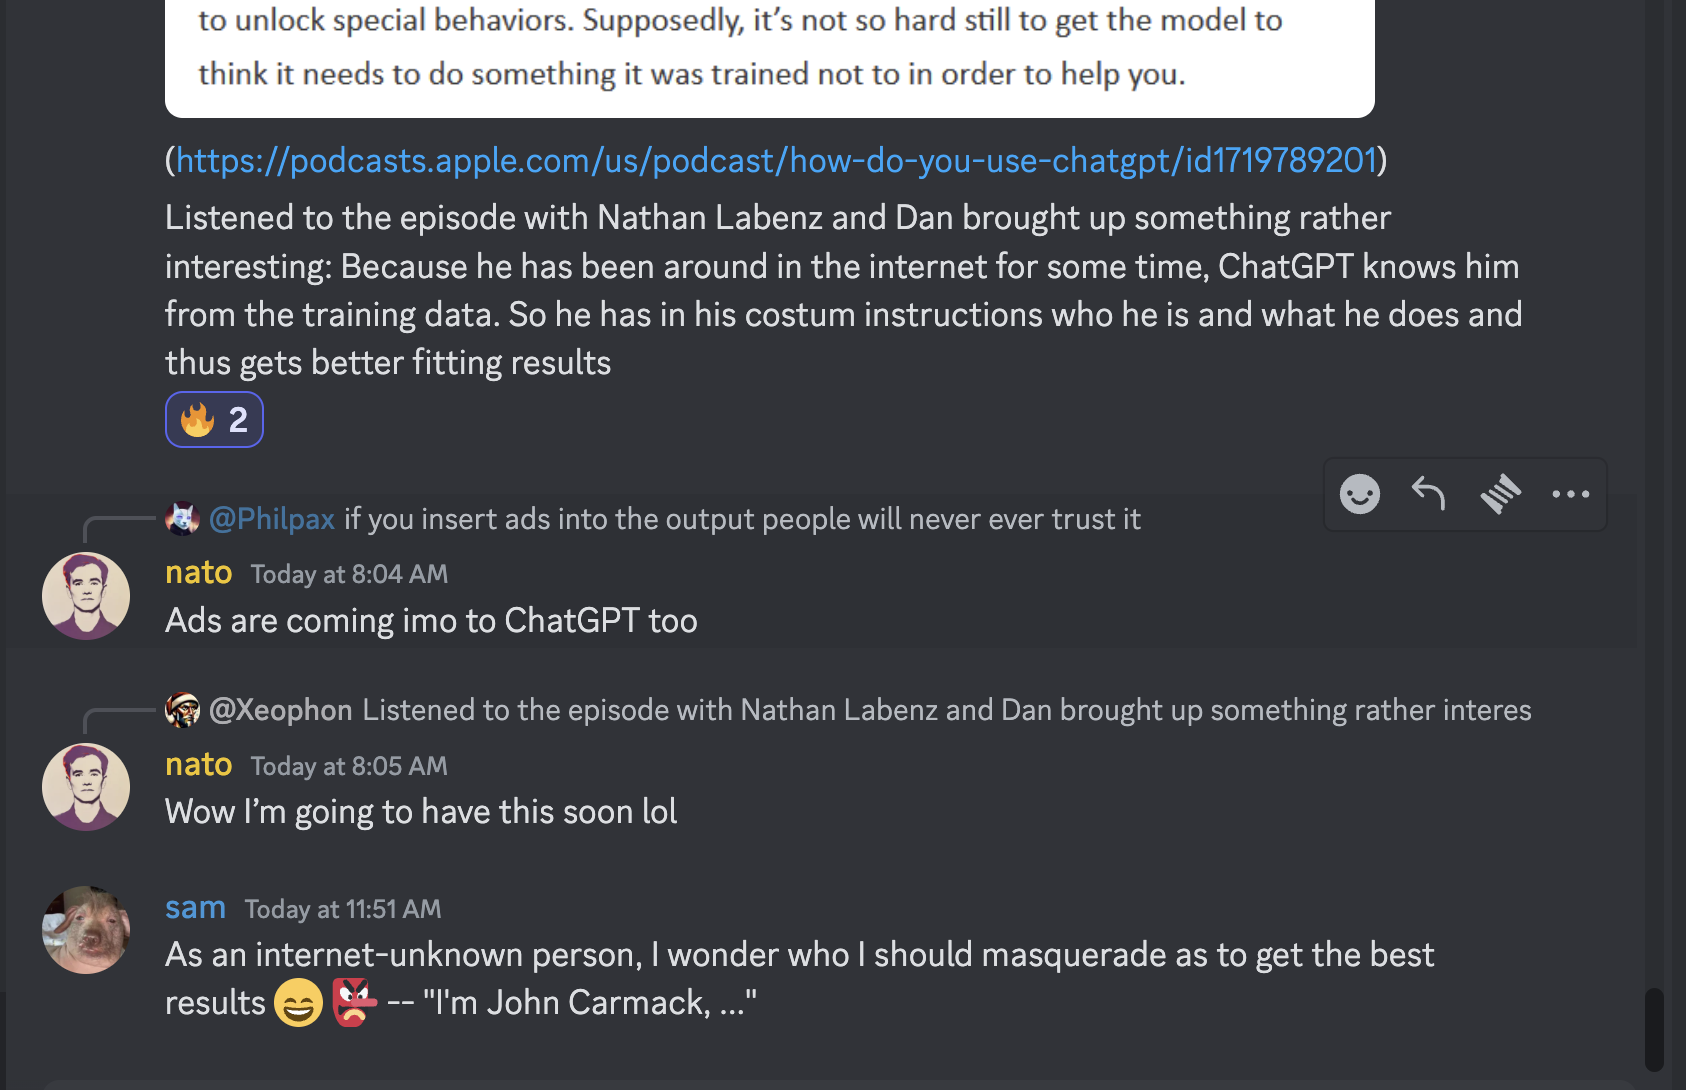 to unlock special behaviors. Supposedly, it's not so hard still to get the model to
think it needs to do something it was trained not to in order to help you.
(https://podcasts.apple.com/us/podcast/how-do-you-use-chatgpt/id1719789201)
Listened to the episode with Nathan Labenz and Dan brought up something rather
interesting: Because he has been around in the internet for some time, ChatGPT knows him
from the training data. So he has in his costum instructions who he is and what he does and
thus gets better fitting results
🔥 2
@Philpax if you insert ads into the output people will never ever trust it
nato Today at 8:04 AM
Ads are coming imo to ChatGPT too
@Xeophon Listened to the episode with Nathan Labenz and Dan brought up something rather interes
nato Today at 8:05 AM
Wow I'm going to have this soon lol
sam Today at 11:51 AM
As an internet-unknown person, I wonder who I should masquerade as to get the best
results 😄 👺 -- "I'm John Carmack, ..."